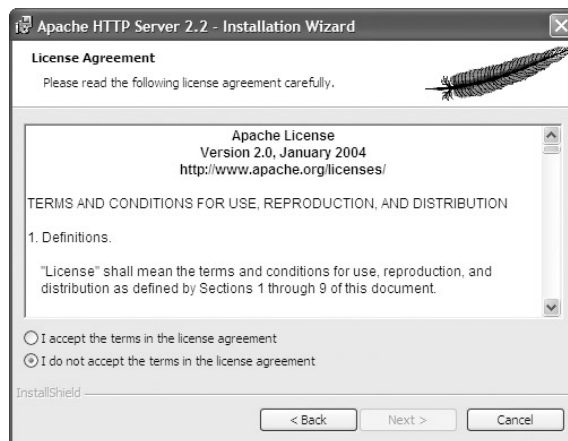 Apache HTTP Server 2.2 - Installation Wizard
License Agreement
Please read the following license agreement carefully.
Apache License
Version 2.0, January 2004
http://www.apache.org/licenses/
TERMS AND CONDITIONS FOR USE, REPRODUCTION, AND DISTRIBUTION
1. Definitions.
"License" shall mean the terms and conditions for use, reproduction, and
distribution as defined by Sections 1 through 9 of this document.
I accept the terms in the license agreement
I do not accept the terms in the license agreement
InstallShield
< Back Next > Cancel